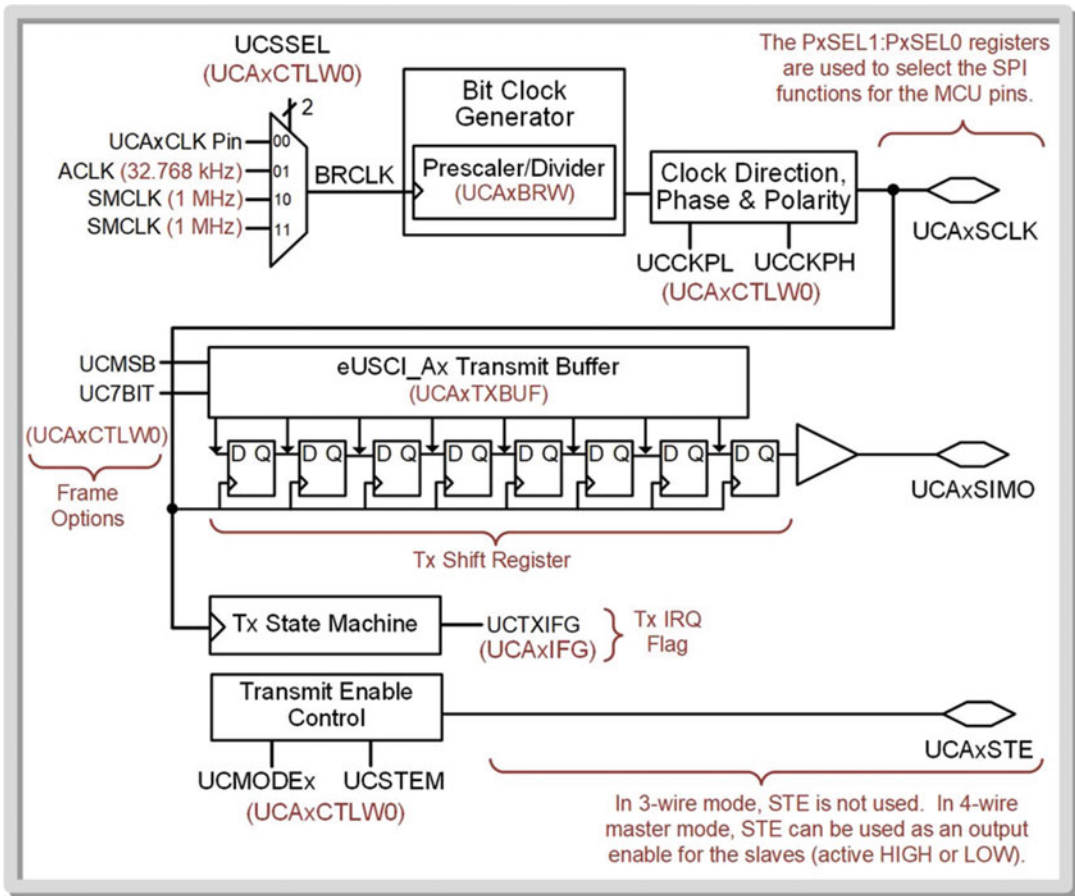 UCSSEL
(UCAxCTLW0)
2
UCAxCLK Pin
00
ACLK (32.768 kHz)
01
SMCLK (1 MHz)
10
SMCLK (1 MHz)
11
BRCLK
Bit Clock
Generator
Prescaler/Divider
(UCAxBRW)
Clock Direction,
Phase & Polarity
UCCKPL UCCKPH
(UCAxCTLW0)
The PxSEL1:PxSEL0 registers
are used to select the SPI
functions for the MCU pins.
UCAxSCLK
UCMSB
UC7BIT
(UCAxCTLW0)
Frame
Options
eUSCI_Ax Transmit Buffer
(UCAxTXBUF)
D Q D Q D Q D Q D Q D Q D Q D Q
UCAxSIMO
Tx Shift Register
Tx State Machine
UCTXIFG
(UCAxIFG)
Tx IRQ
Flag
Transmit Enable
Control
UCMODEx UCSTEM
(UCAxCTLW0)
UCAxSTE
In 3-wire mode, STE is not used. In 4-wire
master mode, STE can be used as an output
enable for the slaves (active HIGH or LOW).